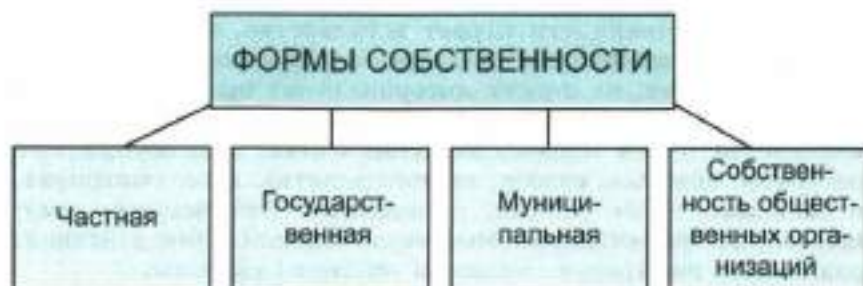 ФОРМЫ СОБСТВЕННОСТИ
Частная
Государст-
венная
Муници-
пальная
Собствен-
ность общест-
венных орга-
низаций